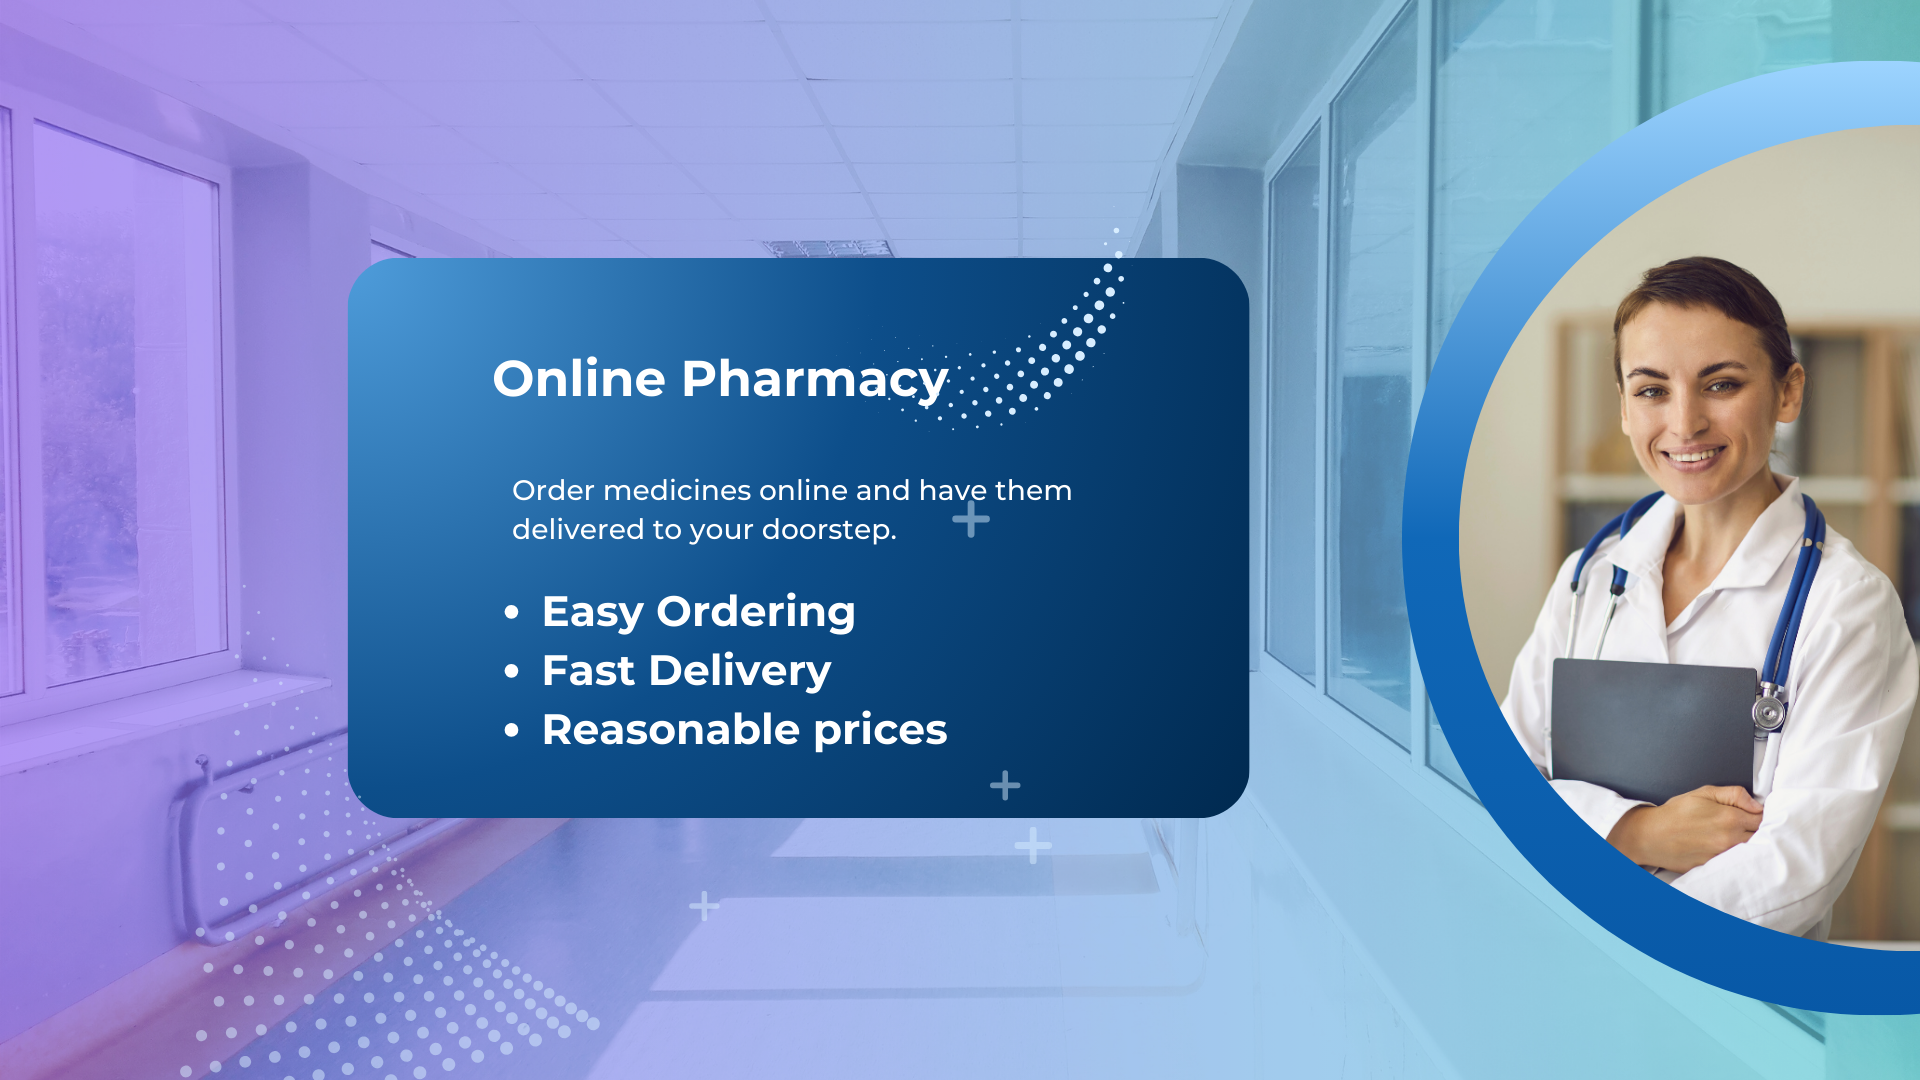 Online Pharmacy
Order medicines online and have them
delivered to your doorstep.
• Easy Ordering
• Fast Delivery
• Reasonable prices